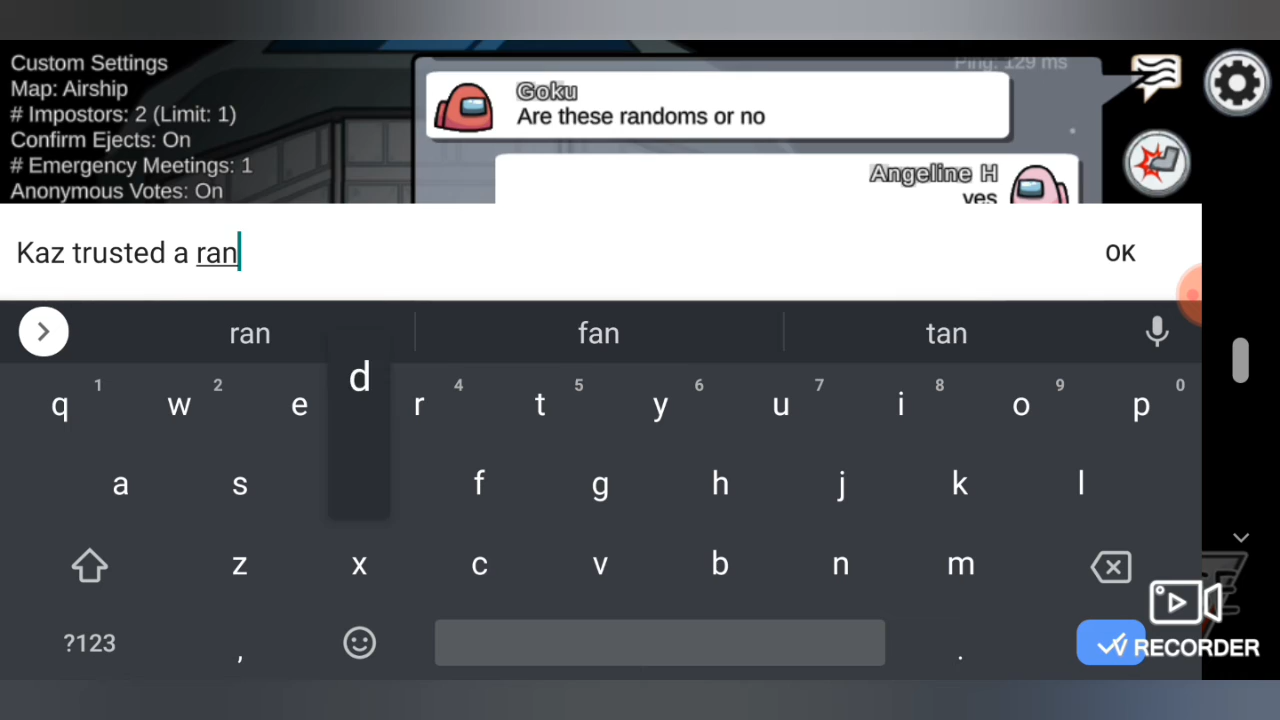 Custom Settings
Map: Airship
# Impostors: 2 (Limit: 1)
Confirm Ejects: On
# Emergency Meetings: 1
Anonymous Votes: On
Ping: 129 ms
Goku
Are these randoms or no
Angeline H
yes
Kaz trusted a ran
OK
ran fan tan
d
1 2 4 5 6 7 8 9 0
q w e r t y u i o p
a s f g h j k l
z x c v b n m
?123 , .
V RECORDER